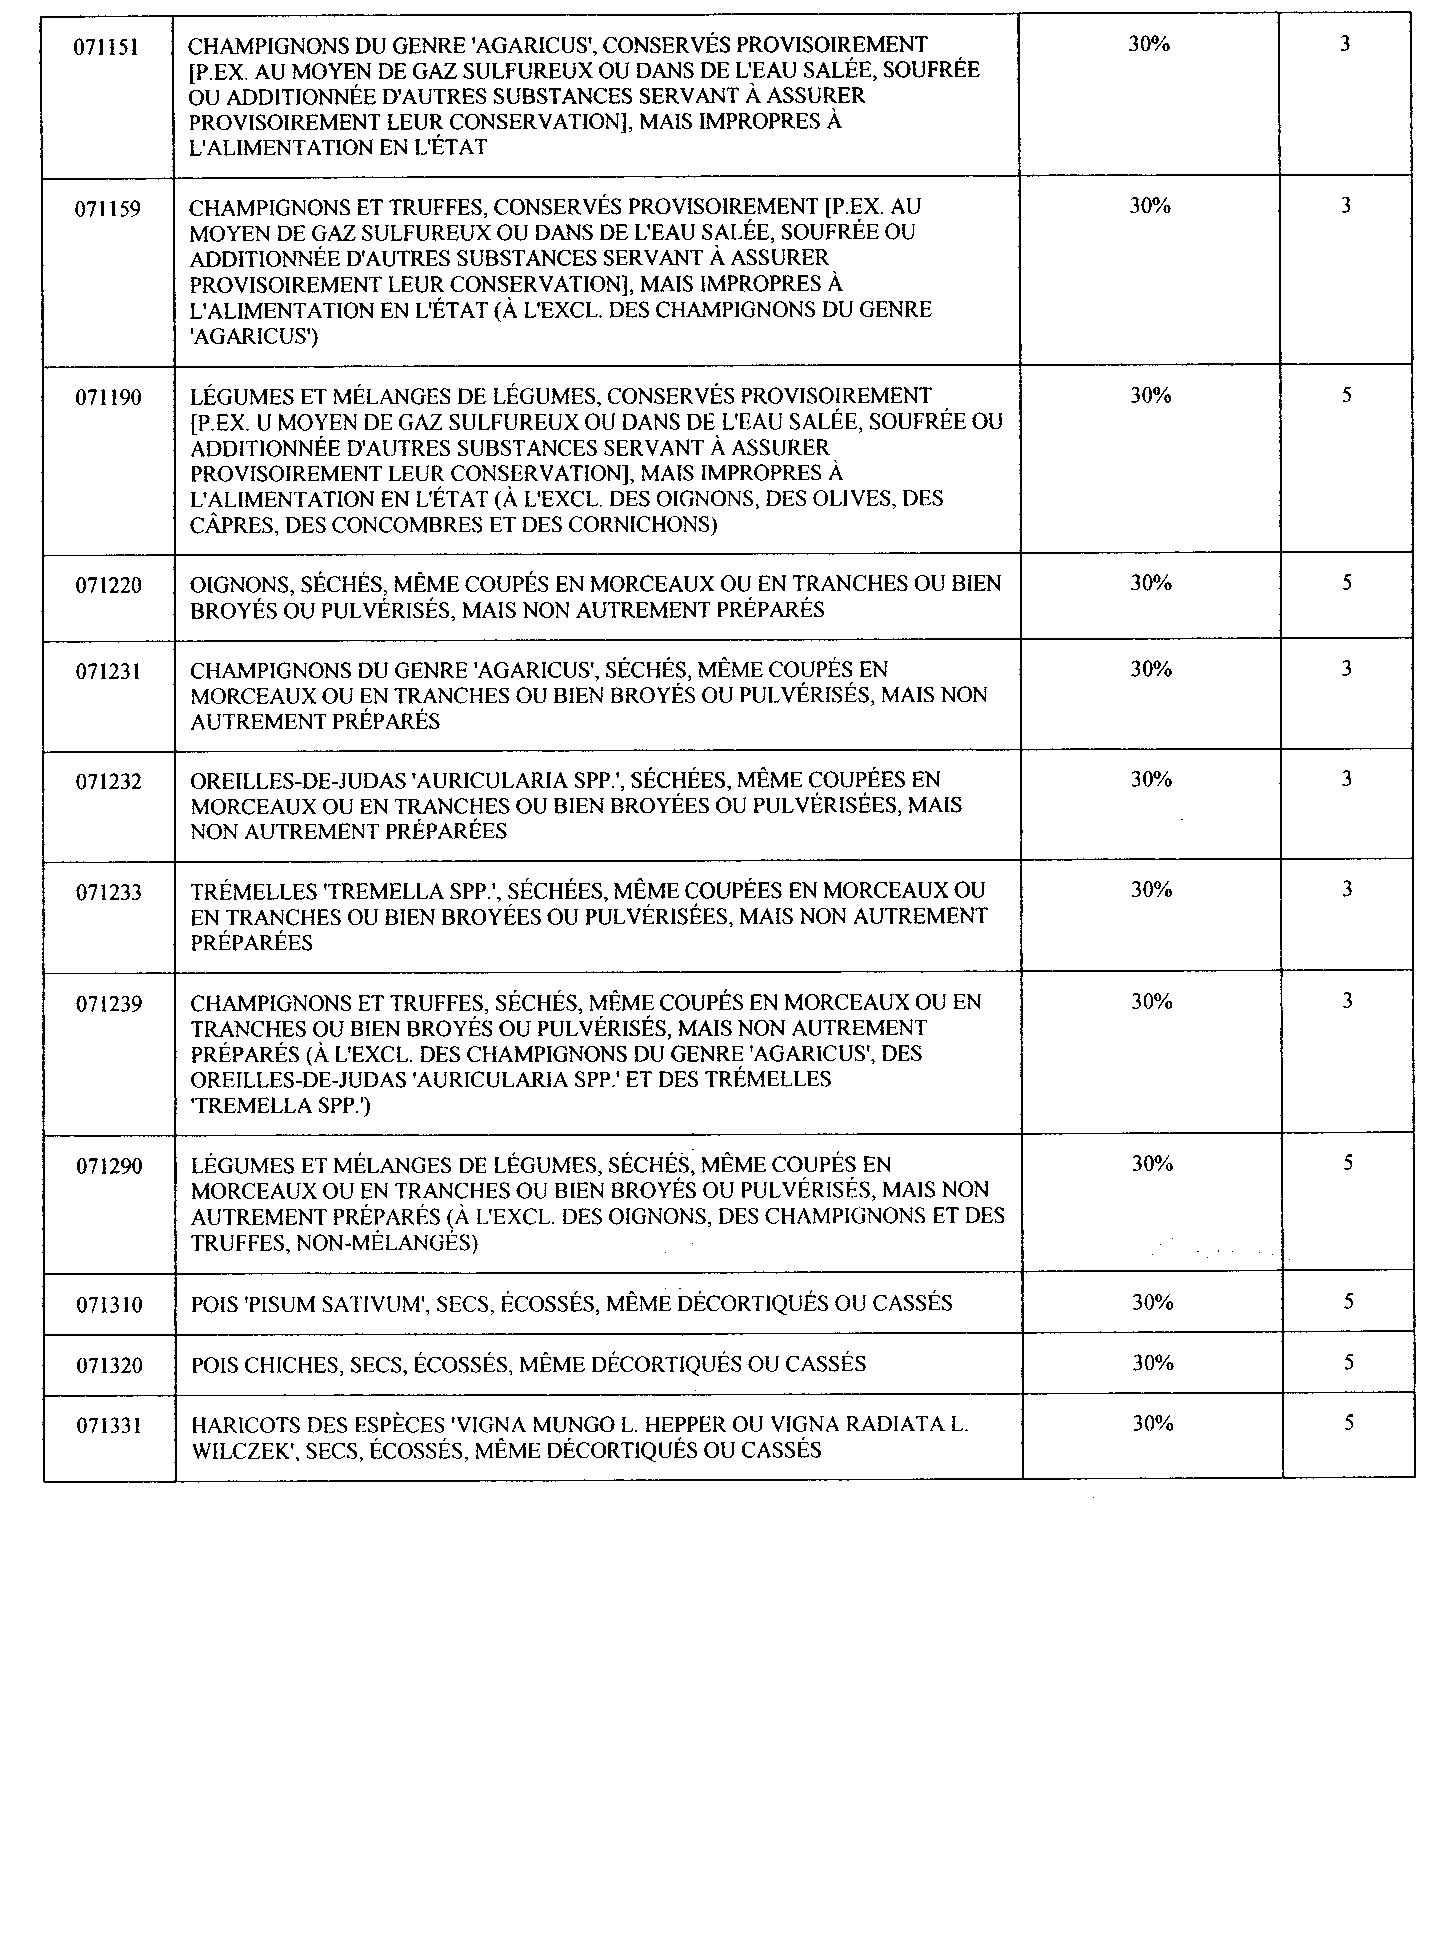 071151 CHAMPIGNONS DU GENRE 'AGARICUS', CONSERVÉS PROVISOIREMENT 30% 3
[P.EX. AU MOYEN DE GAZ SULFUREUX OU DANS DE L'EAU SALÉE, SOUFRÉE
OU ADDITIONNÉE D'AUTRES SUBSTANCES SERVANT À ASSURER
PROVISOIREMENT LEUR CONSERVATION], MAIS IMPROPRES À
L'ALIMENTATION EN L'ÉTAT
071159 CHAMPIGNONS ET TRUFFES, CONSERVÉS PROVISOIREMENT [P.EX. AU 30% 3
MOYEN DE GAZ SULFUREUX OU DANS DE L'EAU SALÉE, SOUFRÉE OU
ADDITIONNÉE D'AUTRES SUBSTANCES SERVANT À ASSURER
PROVISOIREMENT LEUR CONSERVATION], MAIS IMPROPRES À
L'ALIMENTATION EN L'ÉTAT (À L'EXCL. DES CHAMPIGNONS DU GENRE
'AGARICUS')
071190 LÉGUMES ET MÉLANGES DE LÉGUMES, CONSERVÉS PROVISOIREMENT 30% 5
[P.EX. U MOYEN DE GAZ SULFUREUX OU DANS DE L'EAU SALÉE, SOUFRÉE OU
ADDITIONNÉE D'AUTRES SUBSTANCES SERVANT À ASSURER
PROVISOIREMENT LEUR CONSERVATION], MAIS IMPROPRES À
L'ALIMENTATION EN L'ÉTAT (À L'EXCL. DES OIGNONS, DES OLIVES, DES
CÂPRES, DES CONCOMBRES ET DES CORNICHONS)
071220 OIGNONS, SÉCHÉS, MÊME COUPÉS EN MORCEAUX OU EN TRANCHES OU BIEN 30% 5
BROYÉS OU PULVÉRISÉS, MAIS NON AUTREMENT PRÉPARÉS
071231 CHAMPIGNONS DU GENRE 'AGARICUS', SÉCHÉS, MÊME COUPÉS EN 30% 3
MORCEAUX OU EN TRANCHES OU BIEN BROYÉS OU PULVÉRISÉS, MAIS NON
AUTREMENT PRÉPARÉS
071232 OREILLES-DE-JUDAS 'AURICULARIA SPP.', SÉCHÉES, MÊME COUPÉES EN 30% 3
MORCEAUX OU EN TRANCHES OU BIEN BROYÉES OU PULVÉRISÉES, MAIS
NON AUTREMENT PRÉPARÉES
071233 TRÉMELLES 'TREMELLA SPP.', SÉCHÉES, MÊME COUPÉES EN MORCEAUX OU 30% 3
EN TRANCHES OU BIEN BROYÉES OU PULVÉRISÉES, MAIS NON AUTREMENT
PRÉPARÉES
071239 CHAMPIGNONS ET TRUFFES, SÉCHÉS, MÊME COUPÉS EN MORCEAUX OU EN 30% 3
TRANCHES OU BIEN BROYÉS OU PULVÉRISÉS, MAIS NON AUTREMENT
PRÉPARÉS (À L'EXCL. DES CHAMPIGNONS DU GENRE 'AGARICUS', DES
OREILLES-DE-JUDAS 'AURICULARIA SPP.' ET DES TRÉMELLES
'TREMELLA SPP.')
071290 LÉGUMES ET MÉLANGES DE LÉGUMES, SÉCHÉS, MÊME COUPÉS EN 30% 5
MORCEAUX OU EN TRANCHES OU BIEN BROYÉS OU PULVÉRISÉS, MAIS NON
AUTREMENT PRÉPARÉS (À L'EXCL. DES OIGNONS, DES CHAMPIGNONS ET DES
TRUFFES, NON-MÉLANGÉS)
071310 POIS 'PISUM SATIVUM', SECS, ÉCOSSÉS, MÊME DÉCORTIQUÉS OU CASSÉS 30% 5
071320 POIS CHICHES, SECS, ÉCOSSÉS, MÊME DÉCORTIQUÉS OU CASSÉS 30% 5
071331 HARICOTS DES ESPÈCES 'VIGNA MUNGO L. HEPPER OU VIGNA RADIATA L. 30% 5
WILCZEK', SECS, ÉCOSSÉS, MÊME DÉCORTIQUÉS OU CASSÉS